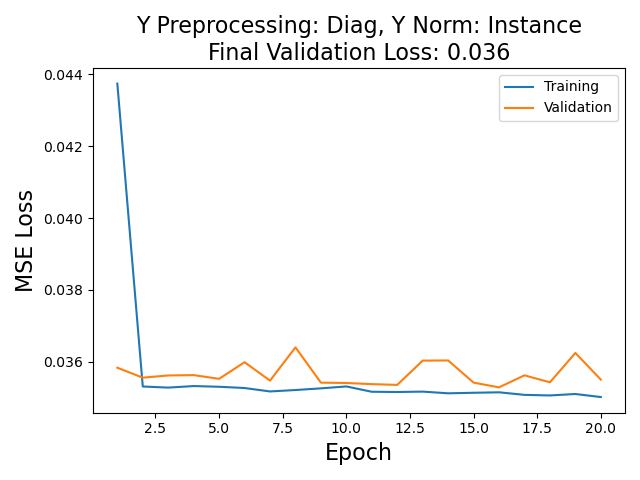 Y Preprocessing: Diag, Y Norm: Instance
Final Validation Loss: 0.036
Training
Validation
MSE Loss
0.044
0.042
0.040
0.038
0.036
2.5
5.0
7.5
10.0
12.5
15.0
17.5
20.0
Epoch